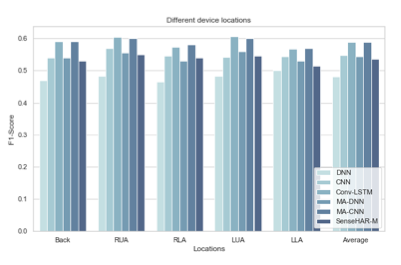 Different device locations
F1-Score
0.6
0.5
0.4
0.3
0.2
0.1
0.0
DNN
CNN
Conv-LSTM
MA-DNN
MA-CNN
SenseHAR-M
Back RUA RLA LUA LLA Average
Locations